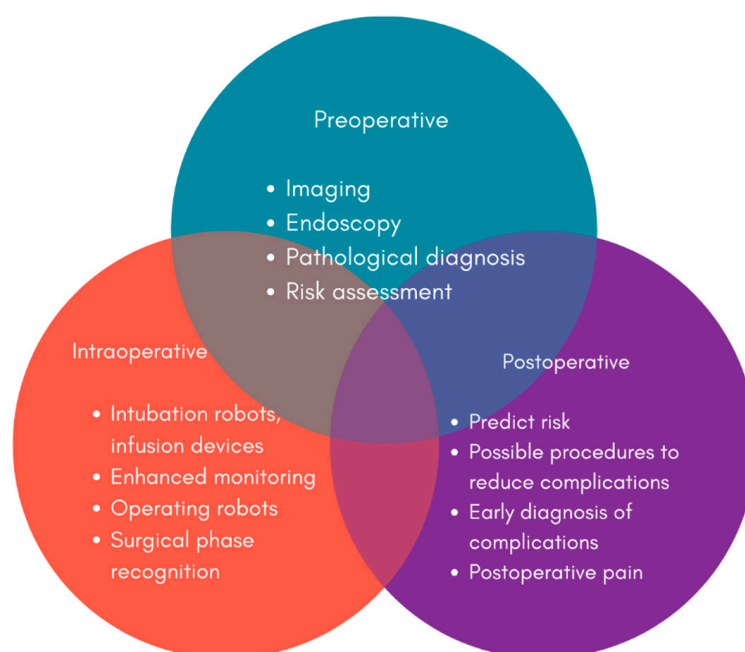 Preoperative
• Imaging
• Endoscopy
• Pathological diagnosis
• Risk assessment
Intraoperative
• Intubation robots,
infusion devices
• Enhanced monitoring
• Operating robots
• Surgical phase
recognition
Postoperative
• Predict risk
• Possible procedures to
reduce complications
• Early diagnosis of
complications
• Postoperative pain